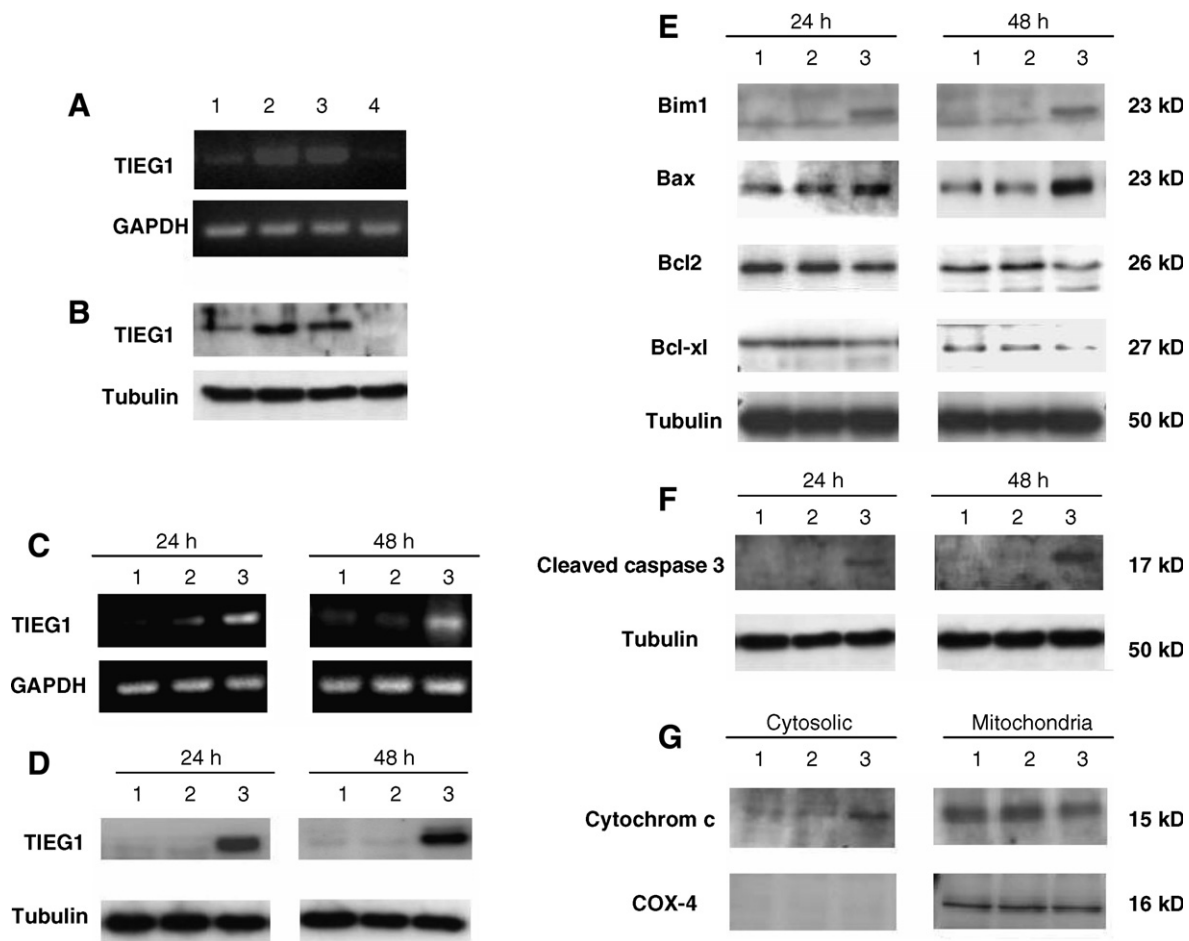 A
1 2 3 4
TIEG1
GAPDH
B
TIEG1
Tubulin
C
24 h 48 h
1 2 3 1 2 3
TIEG1
GAPDH
D
24 h 48 h
1 2 3 1 2 3
TIEG1
Tubulin
E
24 h 48 h
1 2 3 1 2 3
Bim1 23 kD
Bax 23 kD
Bcl2 26 kD
Bcl-xl 27 kD
Tubulin 50 kD
F
24 h 48 h
1 2 3 1 2 3
Cleaved caspase 3 17 kD
Tubulin 50 kD
G
Cytosolic Mitochondria
1 2 3 1 2 3
Cytochrom c 15 kD
COX-4 16 kD